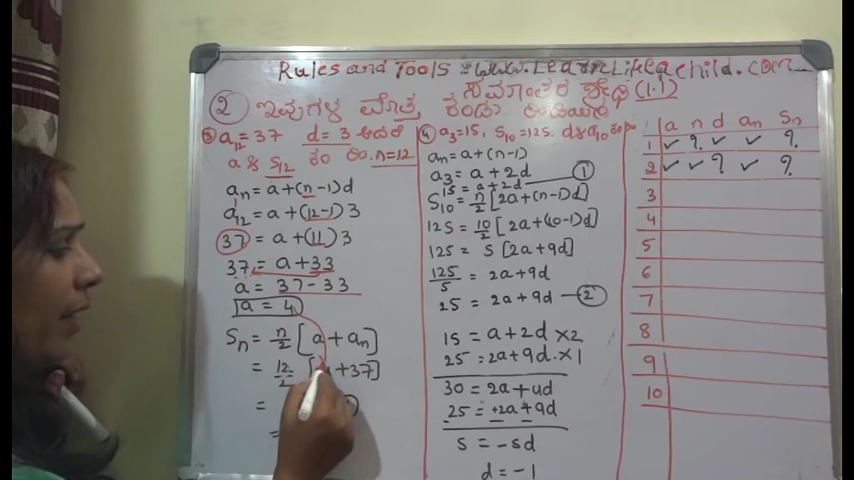 Rules and Tools = www.LearnLifeaChild.com
ಸಮಾಂತರ ಶ್ರೇಢಿ (1.1)
② ಇವುಗಳ ಮೊತ್ತ ಕಂಡು ಹಿಡಿಯಿರಿ
③ a₁₂ = 37 d = 3 ಆದರೆ
a & S₁₂ ಕಂ n = 12
aₙ = a + (n - 1)d
a₁₂ = a + (12-1) 3
37 = a + (11) 3
37 = a + 33
a = 37 - 33
a = 4
Sₙ = n/2 [a + aₙ]
= 12/2 [ + 37]
=
=
④ a₃ = 15, S₁₀ = 125. d & a₁₀ ಕಂ
aₙ = a + (n-1)
a₃ = a + 2d
15 = a + 2d — ①
S₁₀ = n/2 [2a + (n-1)d]
125 = 10/2 [2a + (10-1)d]
125 = 5 [2a + 9d]
125/5 = 2a + 9d
25 = 2a + 9d — ②
15 = a + 2d × 2
25 = 2a + 9d. × 1
30 = 2a + 4d
25 = +2a + 9d
5 = -5d
d = -1
a n d aₙ Sₙ
1 ✓ ? ✓ ✓ ?
2 ✓ ✓ ? ✓ ?
3
4
5
6
7
8
9
10